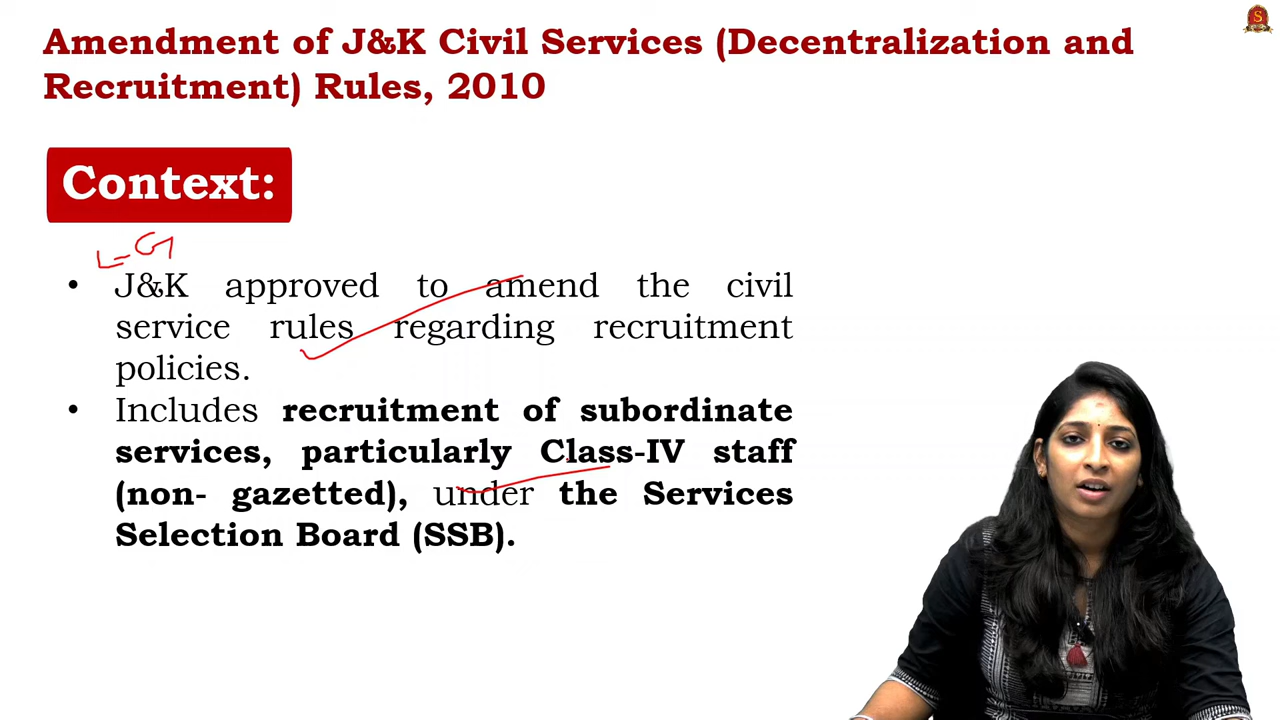 Amendment of J&K Civil Services (Decentralization and
Recruitment) Rules, 2010
Context:
L-G
• J&K approved to amend the civil
service rules regarding recruitment
policies.
• Includes recruitment of subordinate
services, particularly Class-IV staff
(non- gazetted), under the Services
Selection Board (SSB).
S